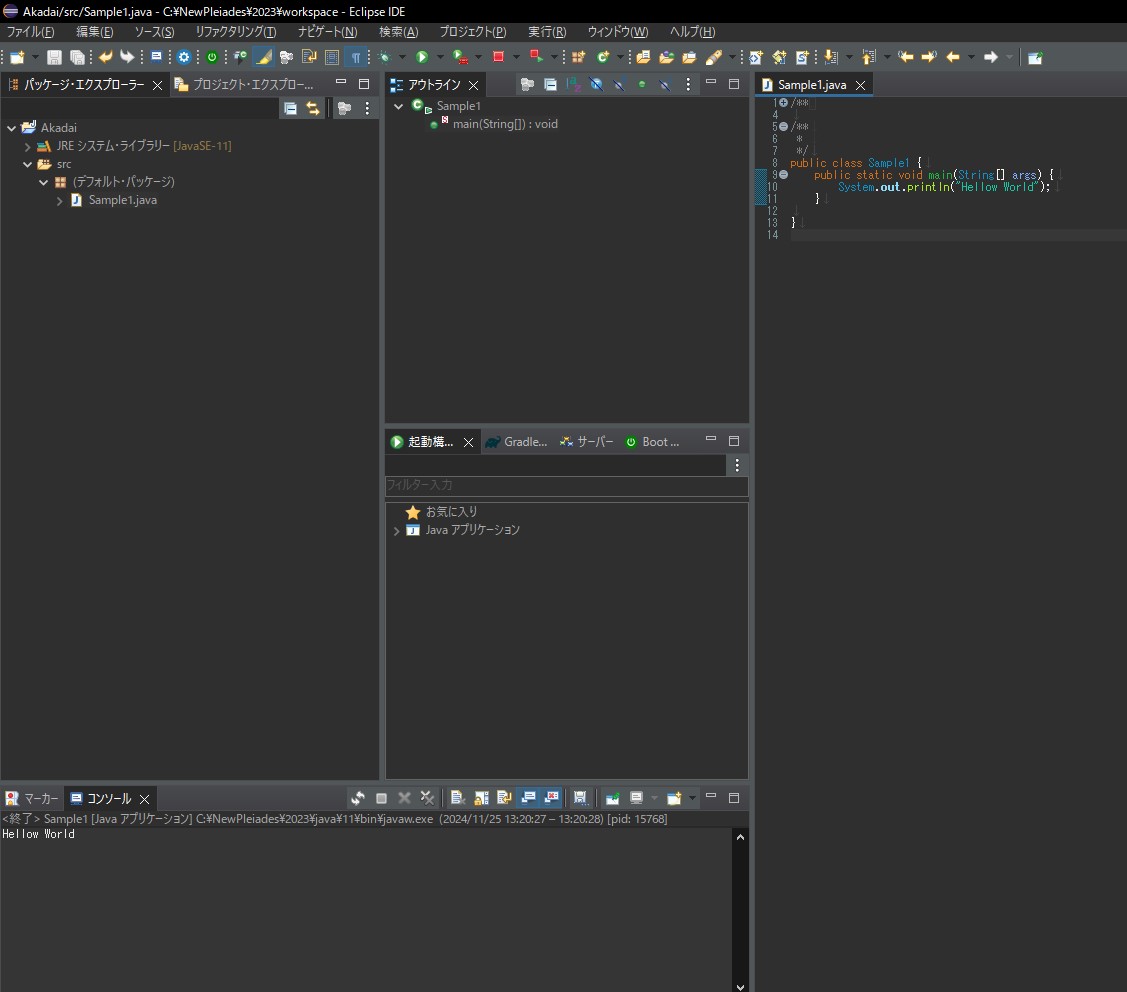 Akadai/src/Sample1.java - C:¥NewPleiades¥2023¥workspace - Eclipse IDE
ファイル(F) 編集(E) ソース(S) リファクタリング(T) ナビゲート(N) 検索(A) プロジェクト(P) 実行(R) ウィンドウ(W) ヘルプ(H)
パッケージ・エクスプローラー プロジェクト・エクスプロー...
Akadai
JRE システム・ライブラリー [JavaSE-11]
src
(デフォルト・パッケージ)
Sample1.java
アウトライン
Sample1
main(String[]) : void
起動構... Gradle... サーバー Boot ...
フィルター入力
お気に入り
Java アプリケーション
Sample1.java
1 /**
4
5 /**
6 *
7 */
8 public class Sample1 {
9 public static void main(String[] args) {
10 System.out.println("Hellow World");
11 }
12
13 }
14
マーカー コンソール
<終了> Sample1 [Java アプリケーション] C:¥NewPleiades¥2023¥java¥11¥bin¥javaw.exe (2024/11/25 13:20:27 – 13:20:28) [pid: 15768]
Hellow World